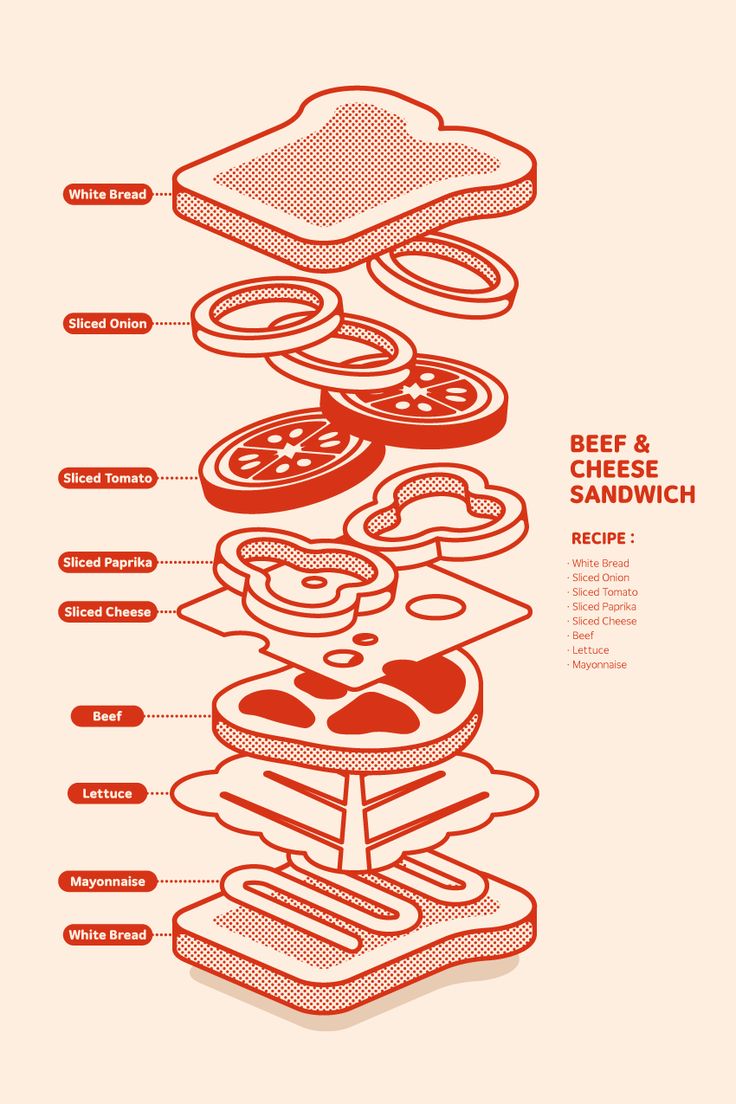 White Bread
Sliced Onion
Sliced Tomato
Sliced Paprika
Sliced Cheese
Beef
Lettuce
Mayonnaise
White Bread
BEEF &
CHEESE
SANDWICH
RECIPE :
· White Bread
· Sliced Onion
· Sliced Tomato
· Sliced Paprika
· Sliced Cheese
· Beef
· Lettuce
· Mayonnaise